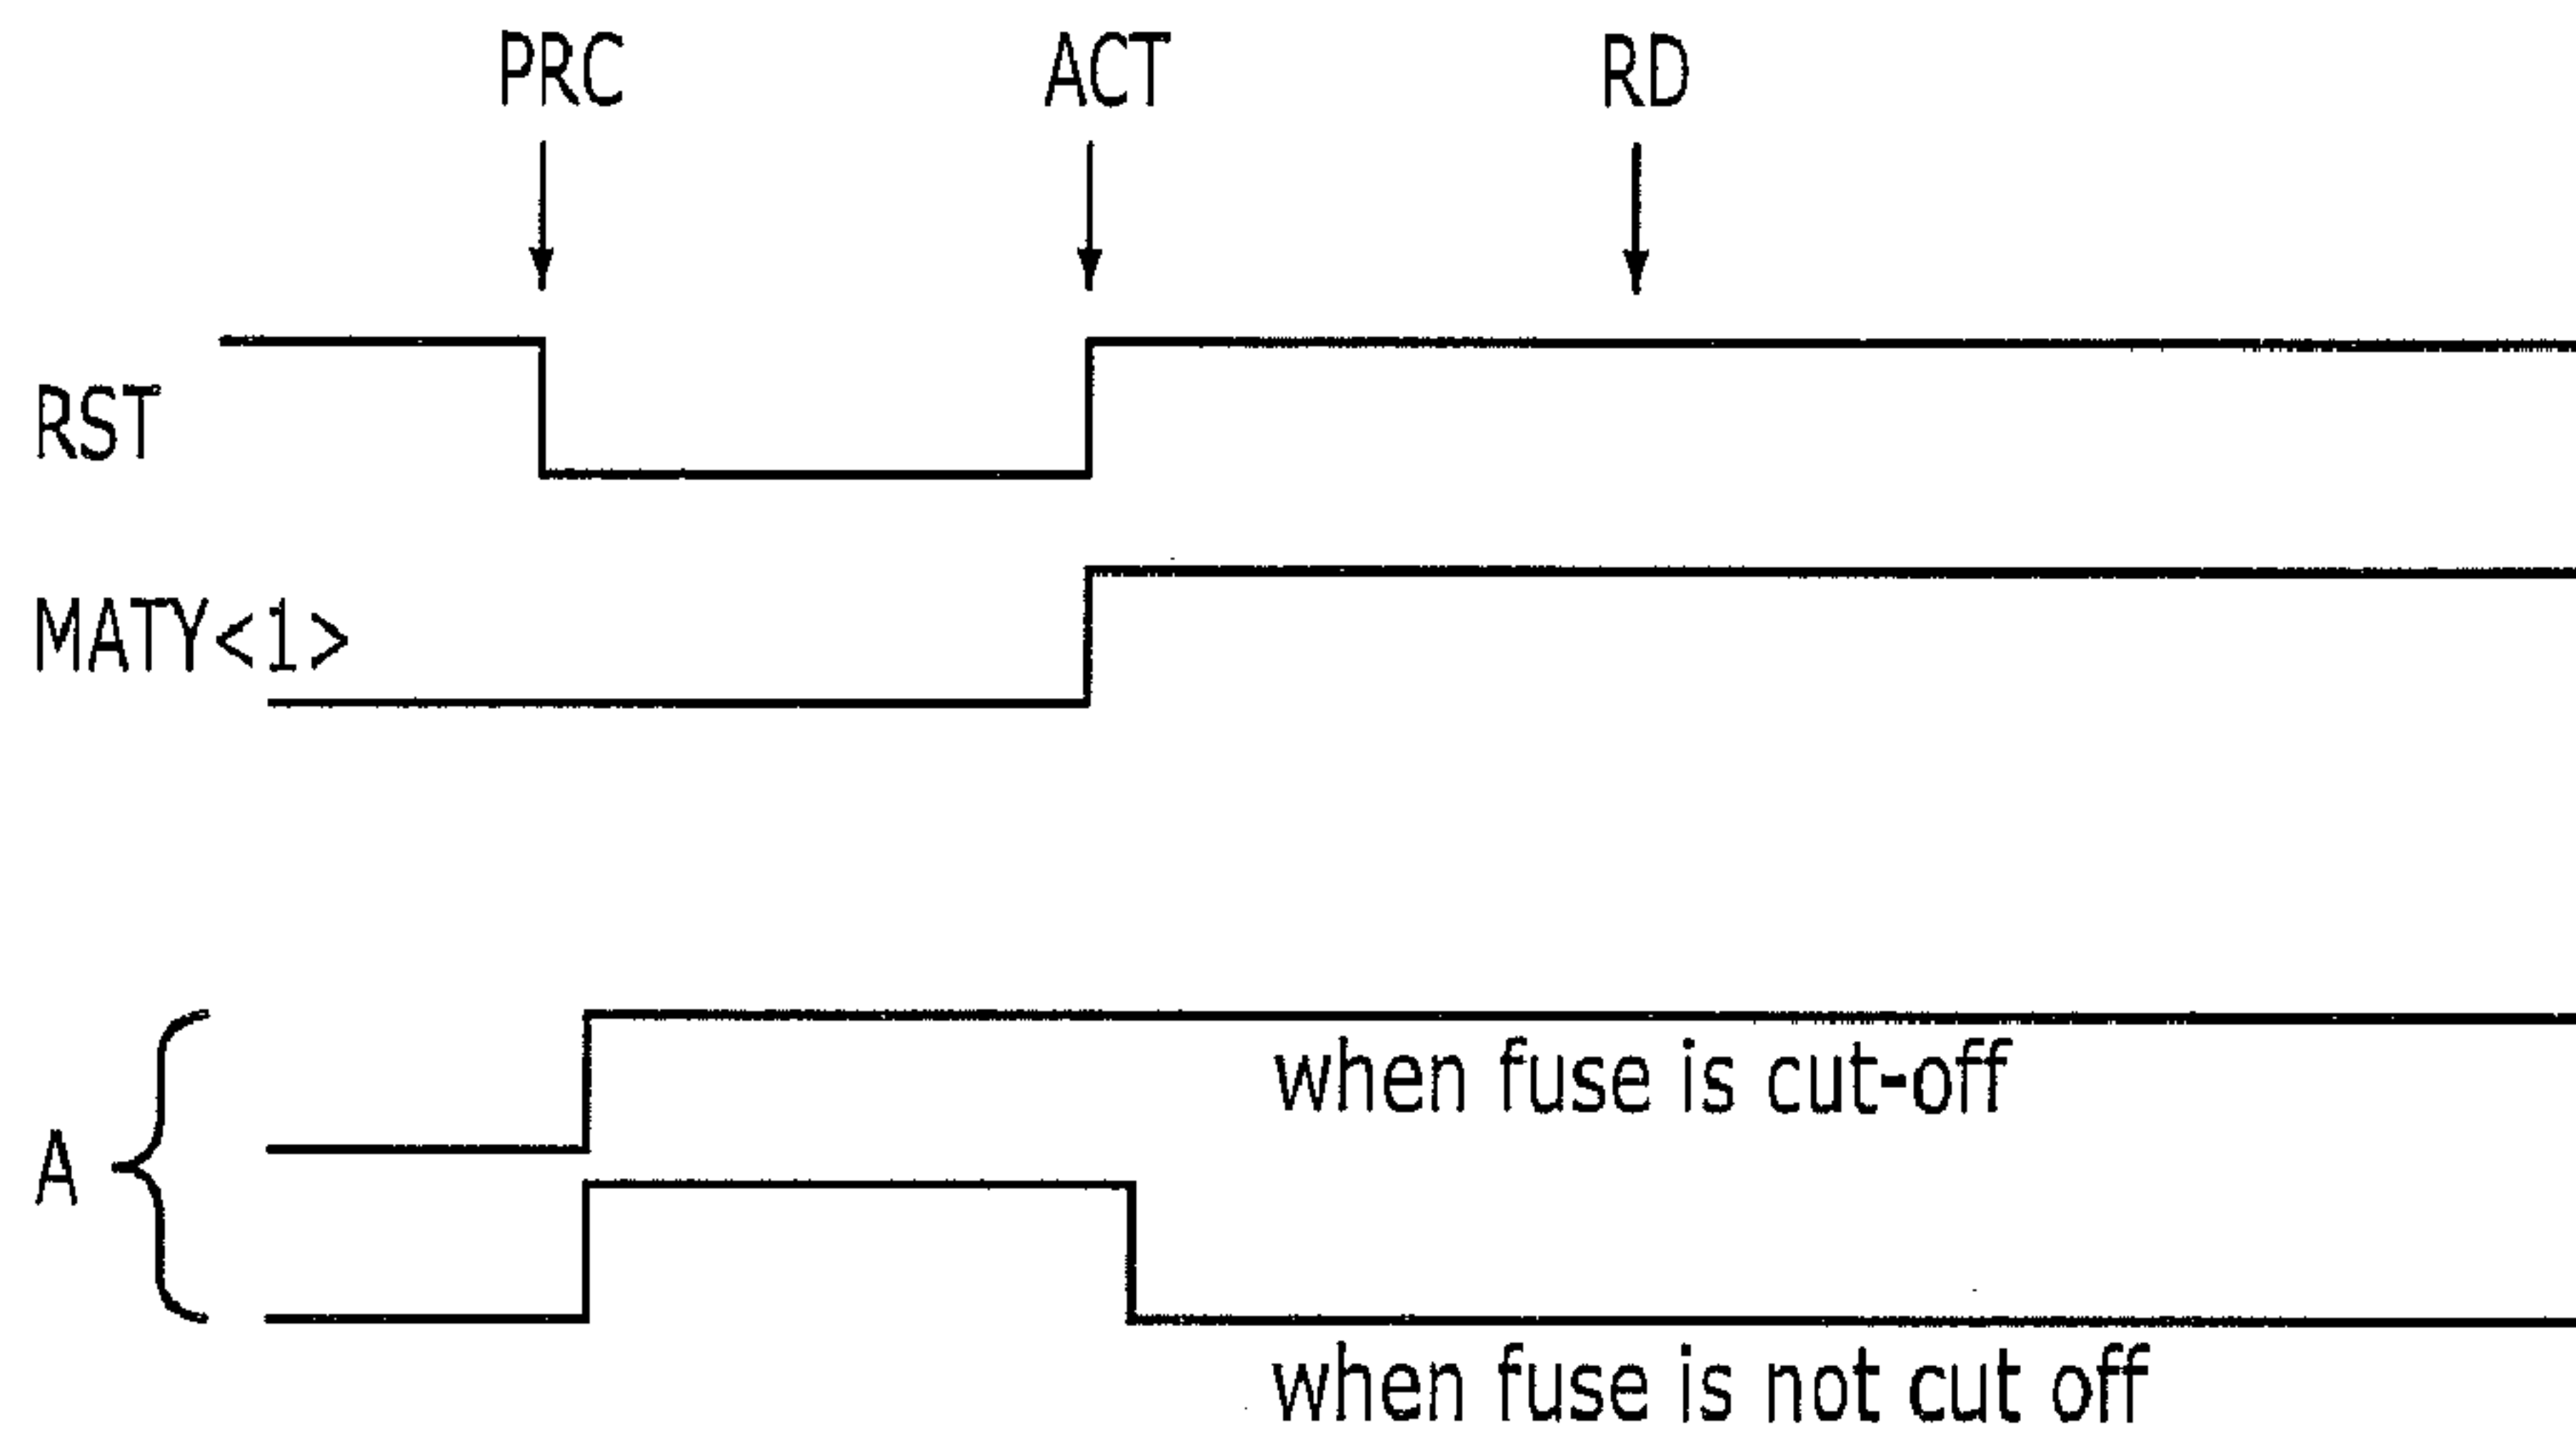 PRC ACT RD
RST
MATY<1>
when fuse is cut-off
A
when fuse is not cut off